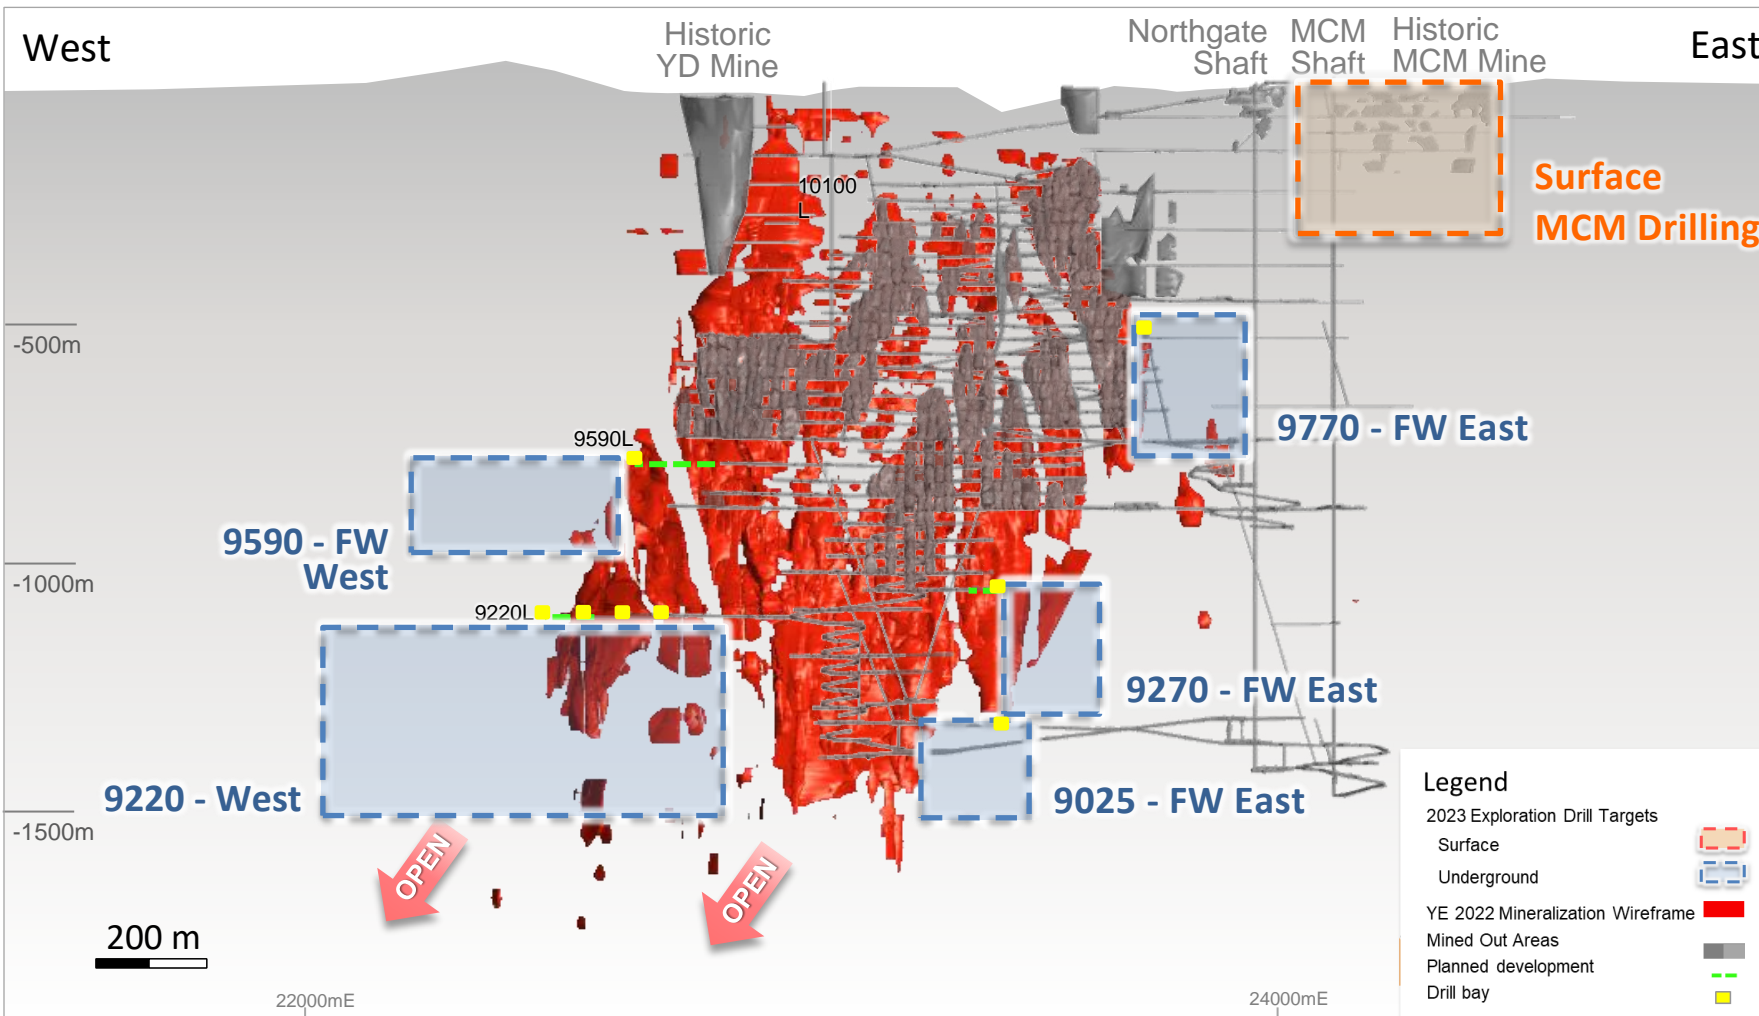 West
Historic
YD Mine
Northgate
Shaft
MCM
Shaft
Historic
MCM Mine
East
10100
L
Surface
MCM Drilling
-500m
9590L
9770 - FW East
9590 - FW
West
-1000m
9220L
9270 - FW East
9220 - West
9025 - FW East
-1500m
OPEN
OPEN
200 m
22000mE
24000mE
Legend
2023 Exploration Drill Targets
Surface
Underground
YE 2022 Mineralization Wireframe
Mined Out Areas
Planned development
Drill bay